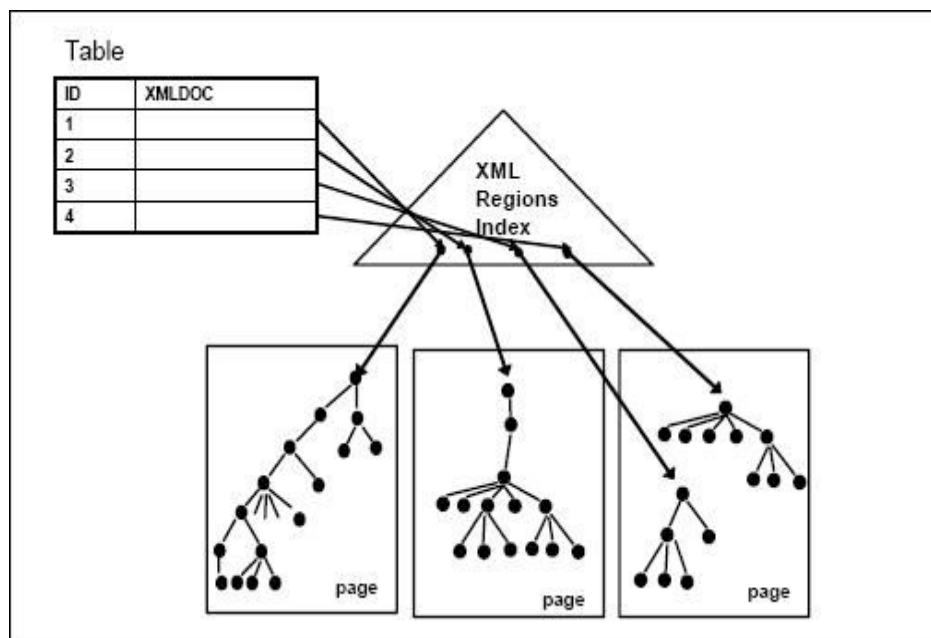 Table
ID XMLDOC
1
2
3
4
XML
Regions
Index
page
page
page